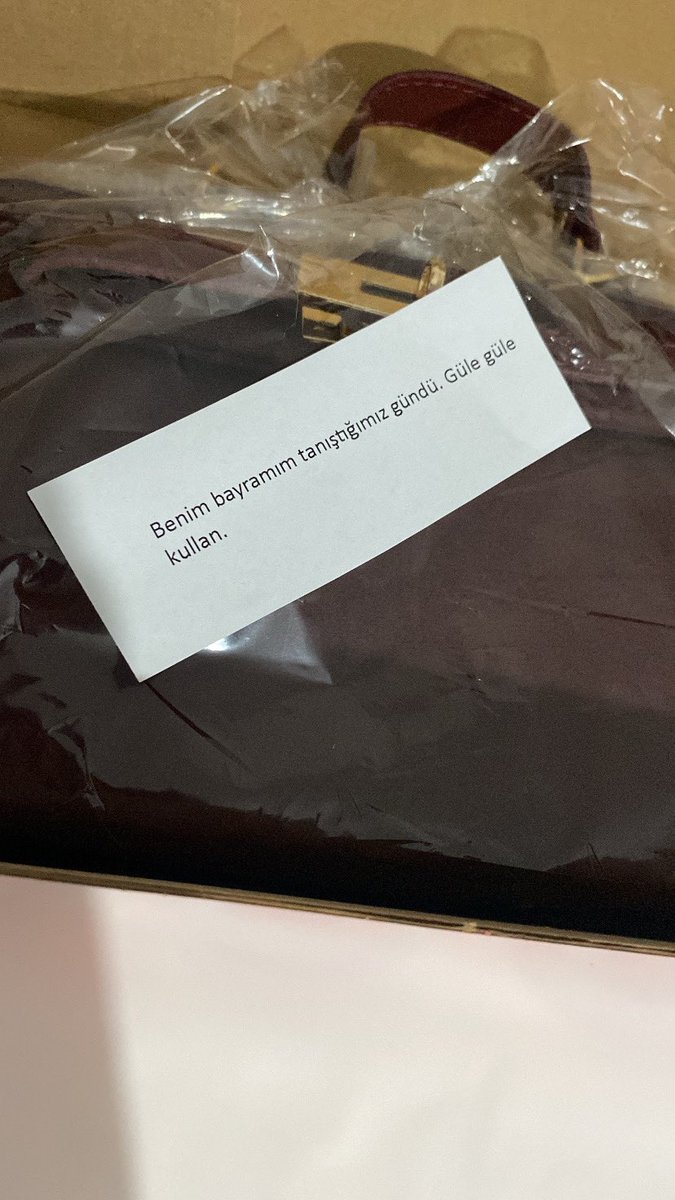 Benim bayramım tanıştığımız gündü. Güle güle
kullan.